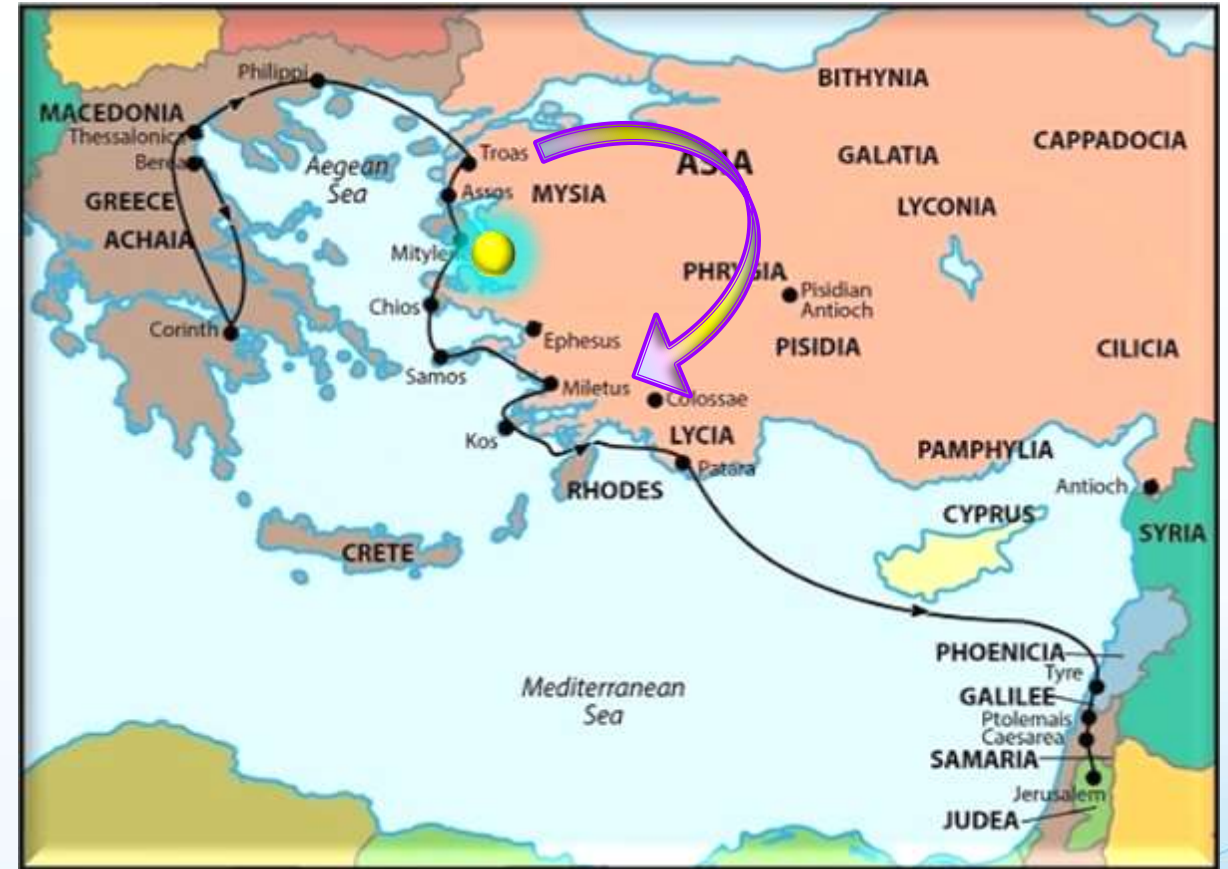 Philippi
BITHYNIA
MACEDONIA
Thessalonica
CAPPADOCIA
Berea
Aegean
Sea
Troas
ASIA
GALATIA
GREECE
Assos
MYSIA
LYCONIA
ACHAIA
Mitylene
PHRYGIA
Pisidian
Antioch
Chios
Corinth
Ephesus
PISIDIA
CILICIA
Samos
Miletus
Colossae
Kos
LYCIA
PAMPHYLIA
Patara
Antioch
RHODES
CYPRUS
SYRIA
CRETE
PHOENICIA
Tyre
Mediterranean
Sea
GALILEE
Ptolemais
Caesarea
SAMARIA
Jerusalem
JUDEA